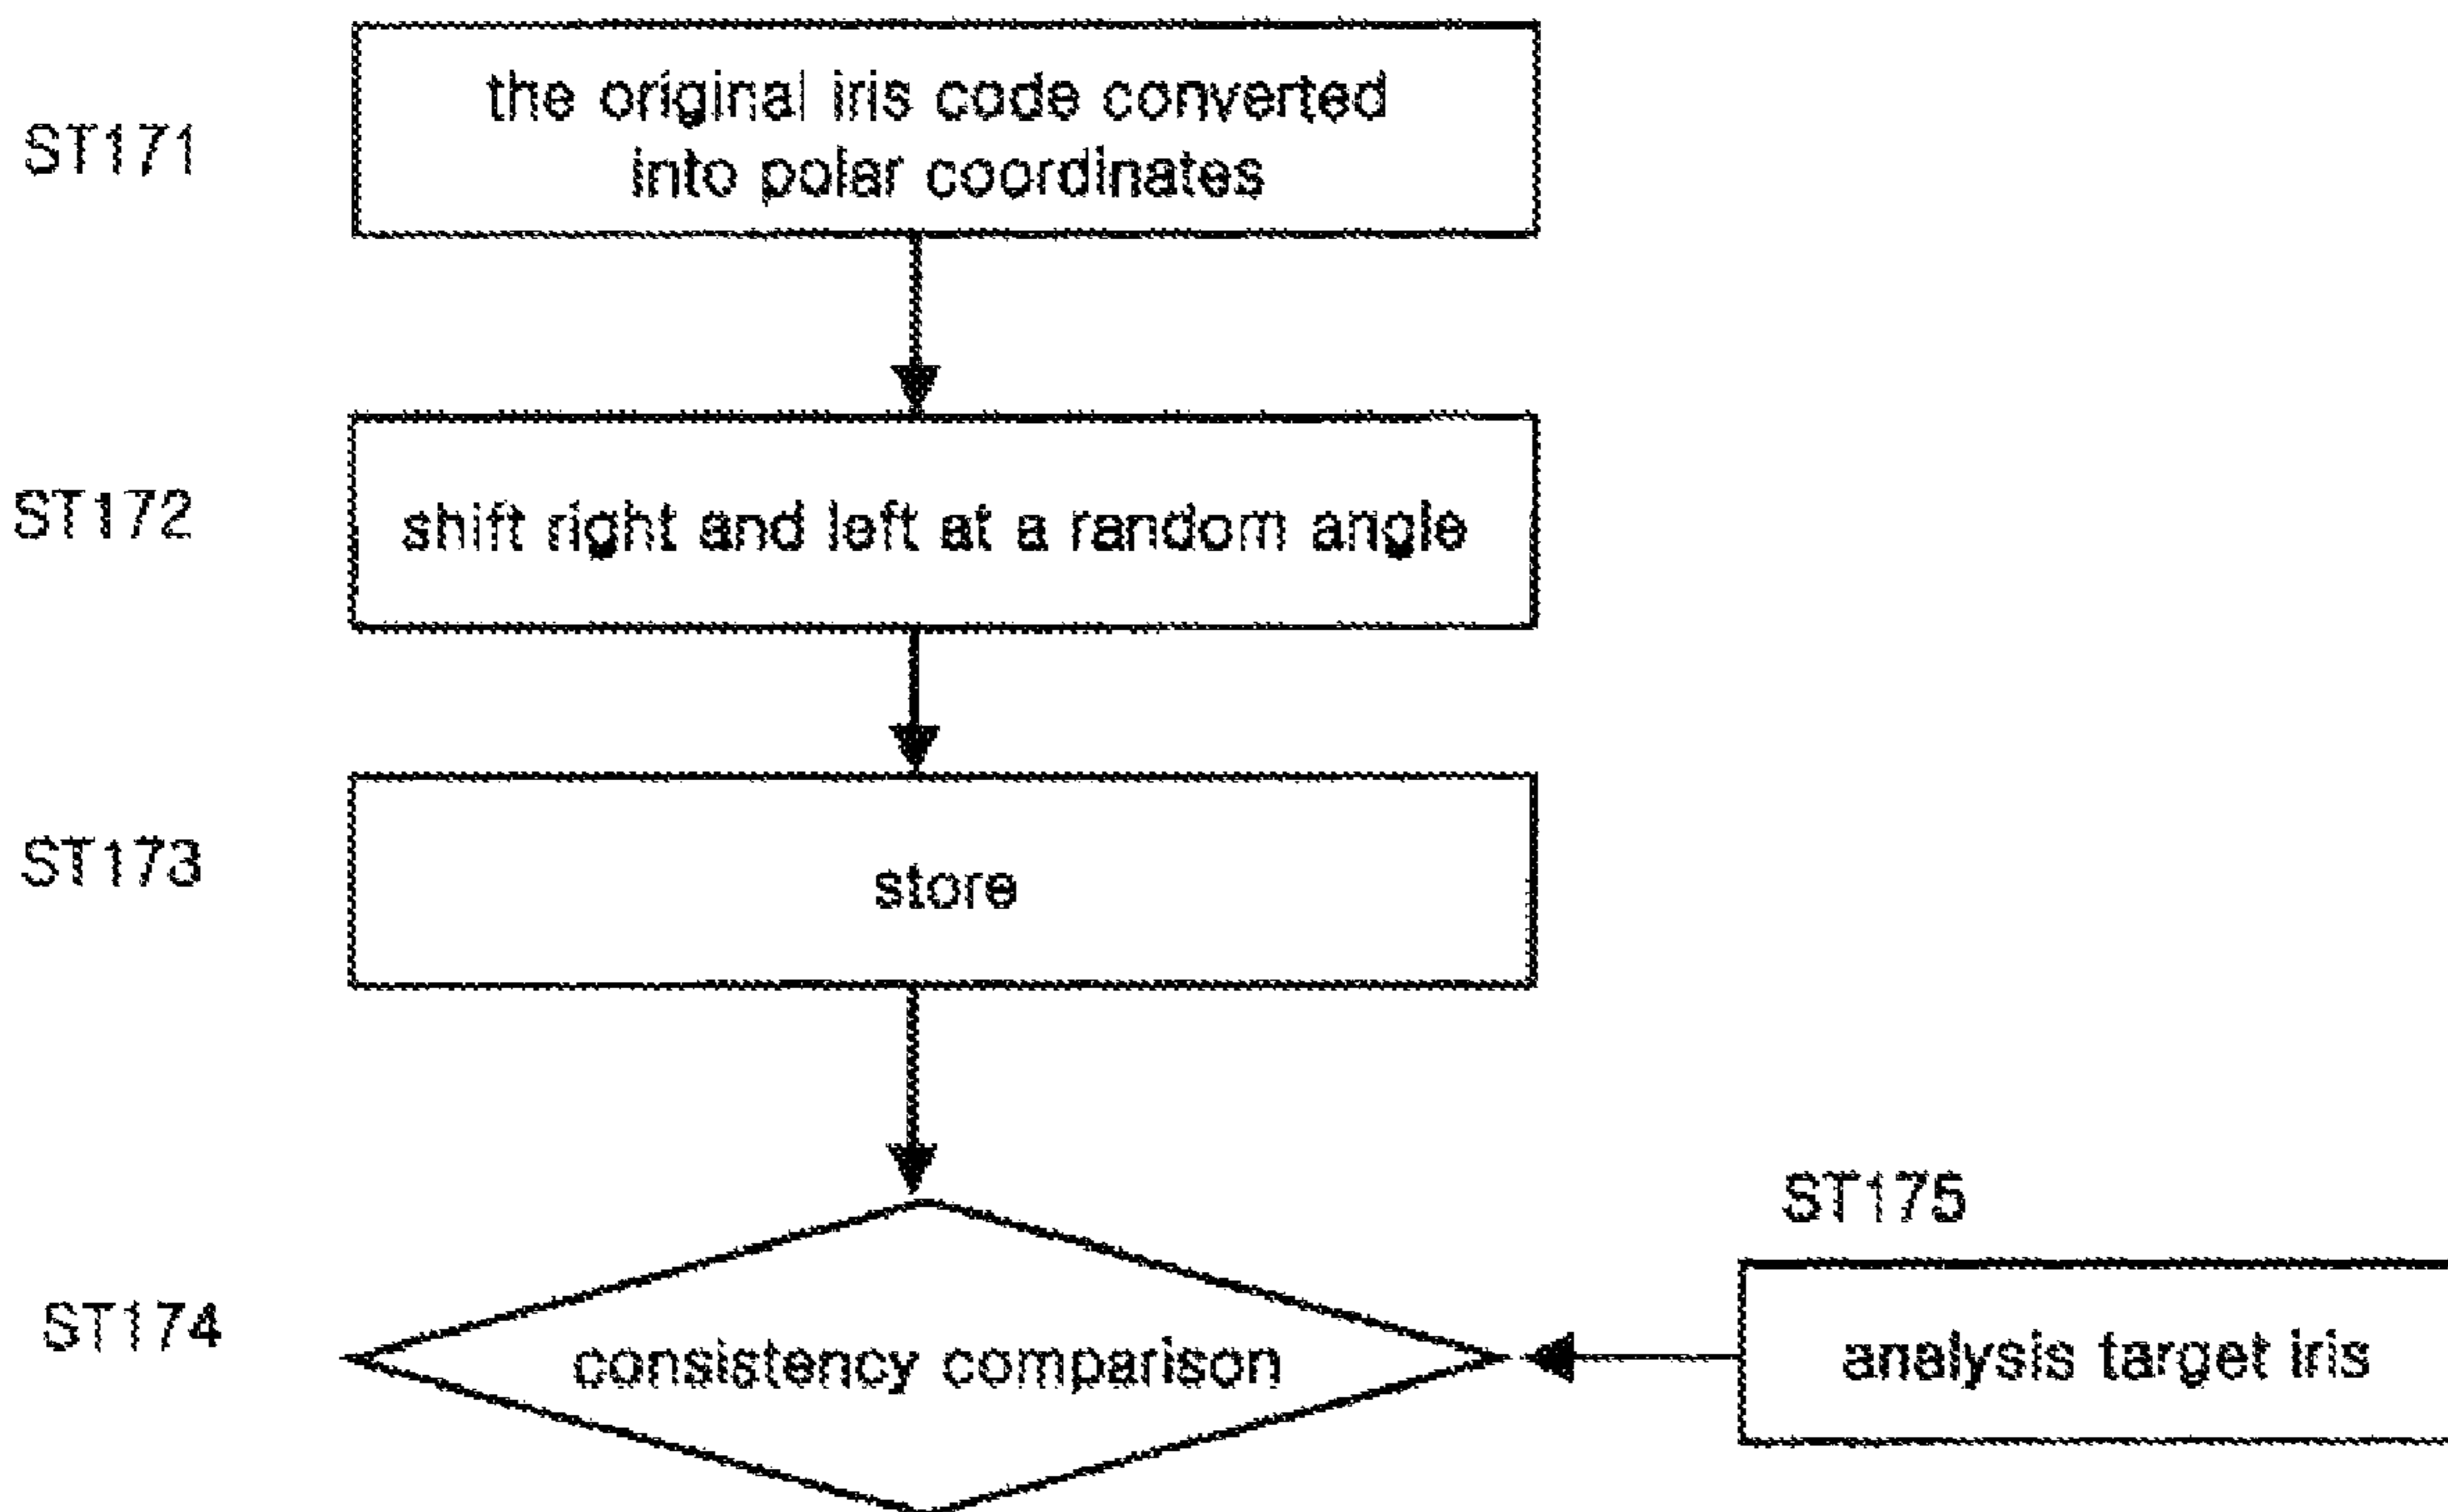 ST171
the original iris code converted
into polar coordinates
ST172
shift right and left at a random angle
ST173
store
ST174
consistency comparison
ST175
analysis target iris